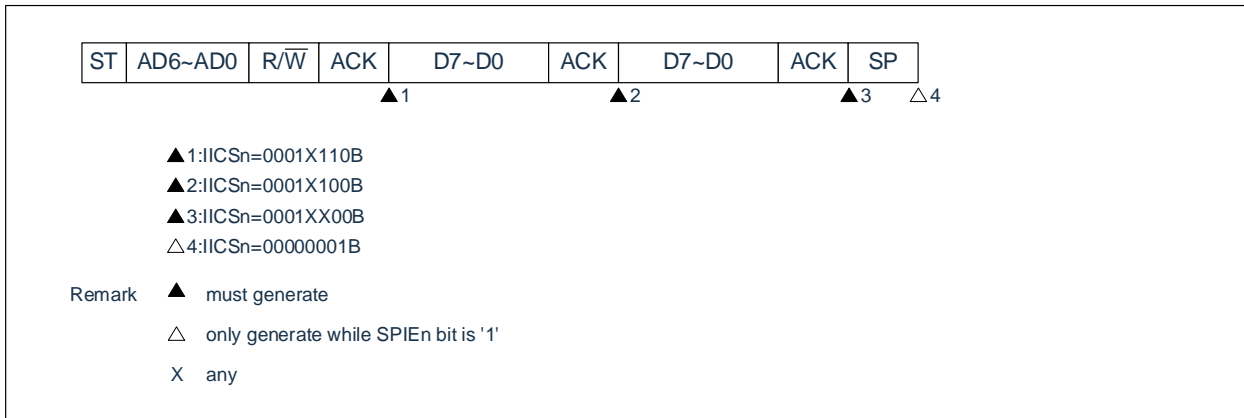 ST AD6~AD0 R/W̅ ACK D7~D0 ACK D7~D0 ACK SP
▲1 ▲2 ▲3 △4
▲1:IICSn=0001X110B
▲2:IICSn=0001X100B
▲3:IICSn=0001XX00B
△4:IICSn=00000001B
Remark ▲ must generate
△ only generate while SPIEn bit is '1'
X any